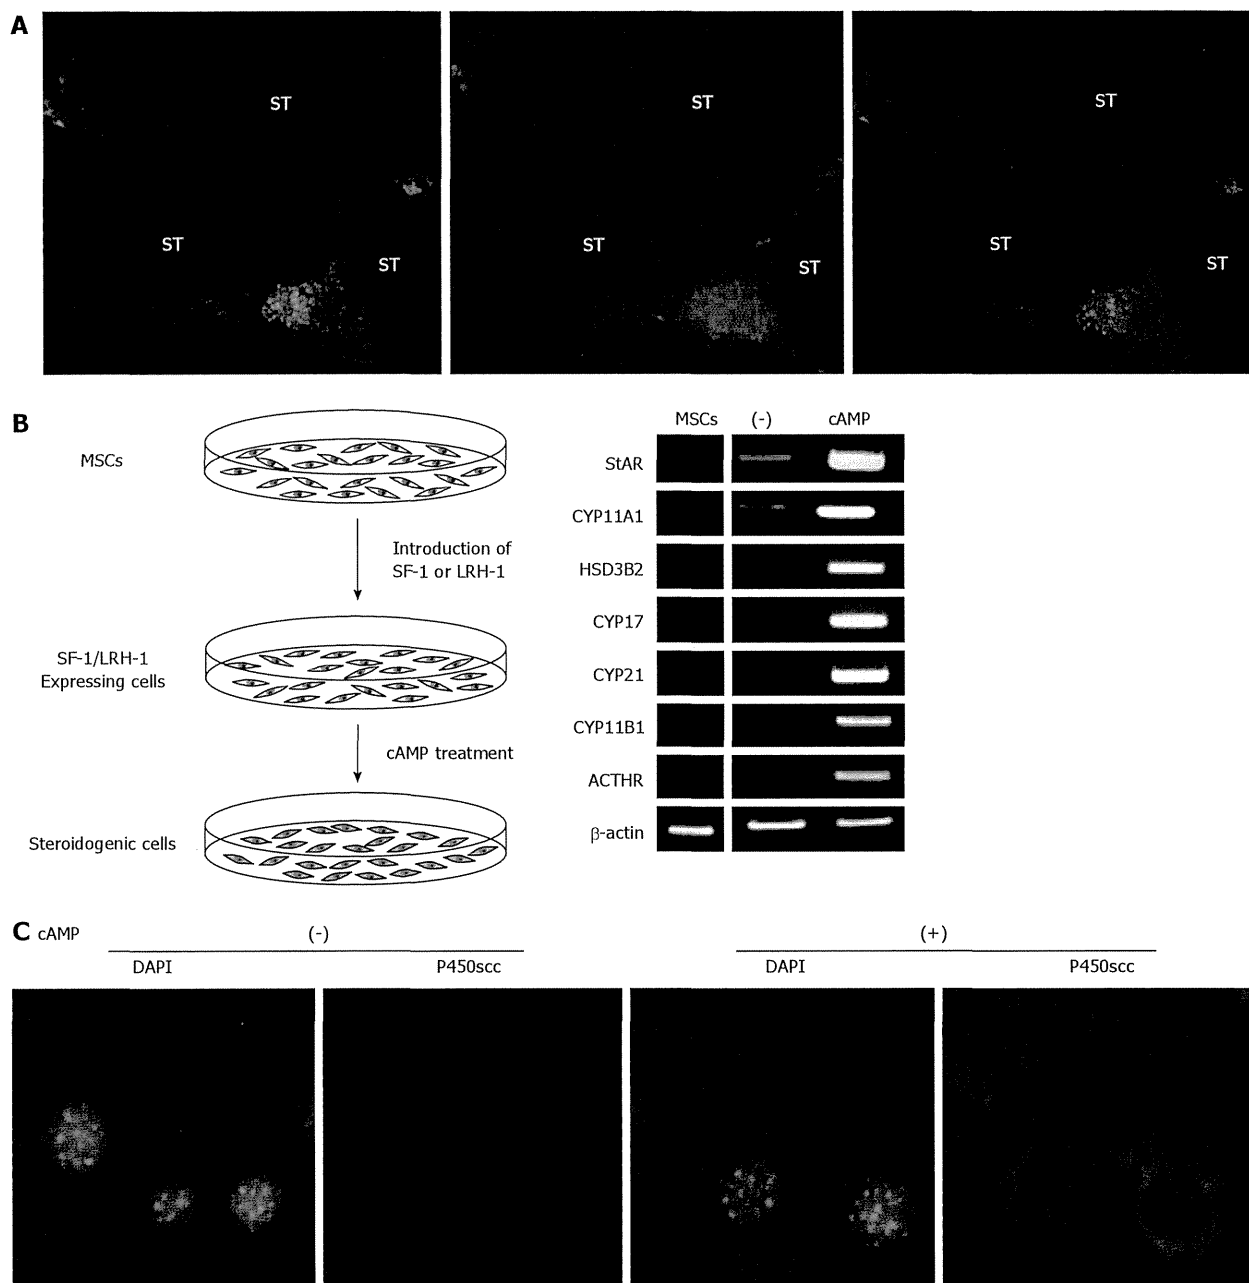 A
ST
ST
ST
ST
ST
ST
ST
ST
ST
B
MSCs
Introduction of
SF-1 or LRH-1
SF-1/LRH-1
Expressing cells
cAMP treatment
Steroidogenic cells
MSCs (-) cAMP
StAR
CYP11A1
HSD3B2
CYP17
CYP21
CYP11B1
ACTHR
β-actin
C cAMP (-) (+)
DAPI P450scc DAPI P450scc